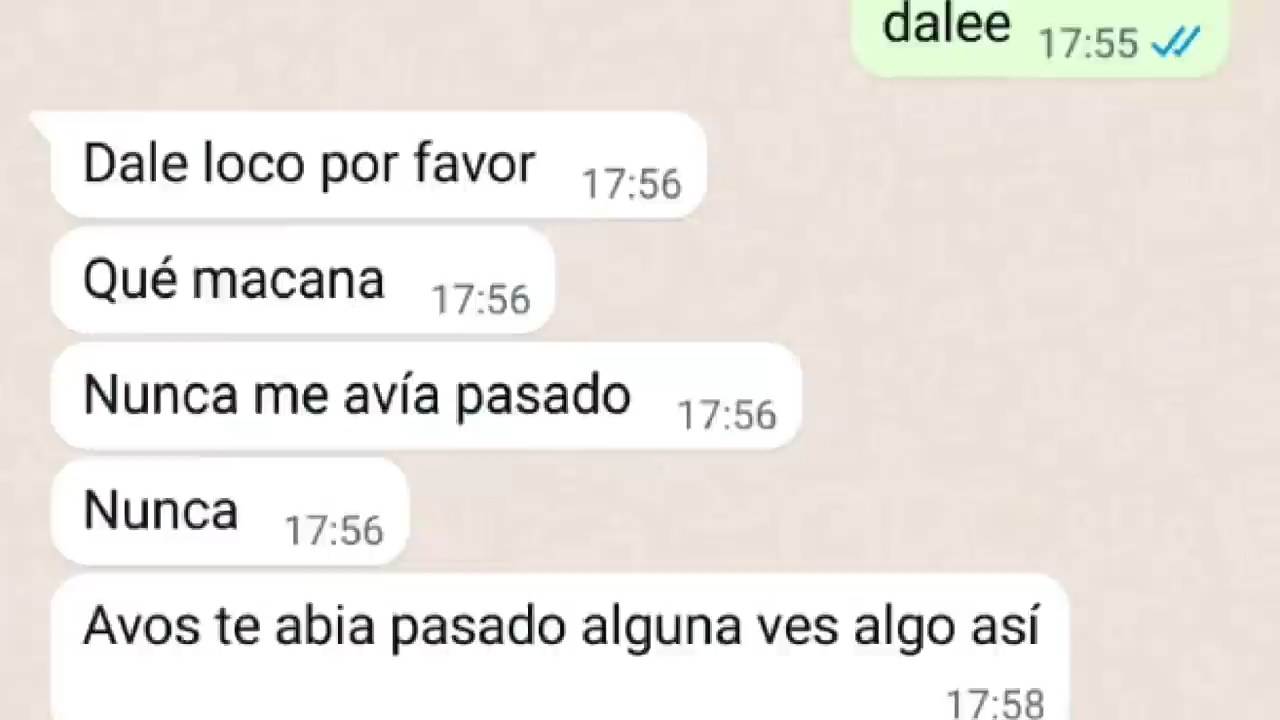 dalee 17:55
Dale loco por favor 17:56
Qué macana 17:56
Nunca me avía pasado 17:56
Nunca 17:56
Avos te abia pasado alguna ves algo así
17:58